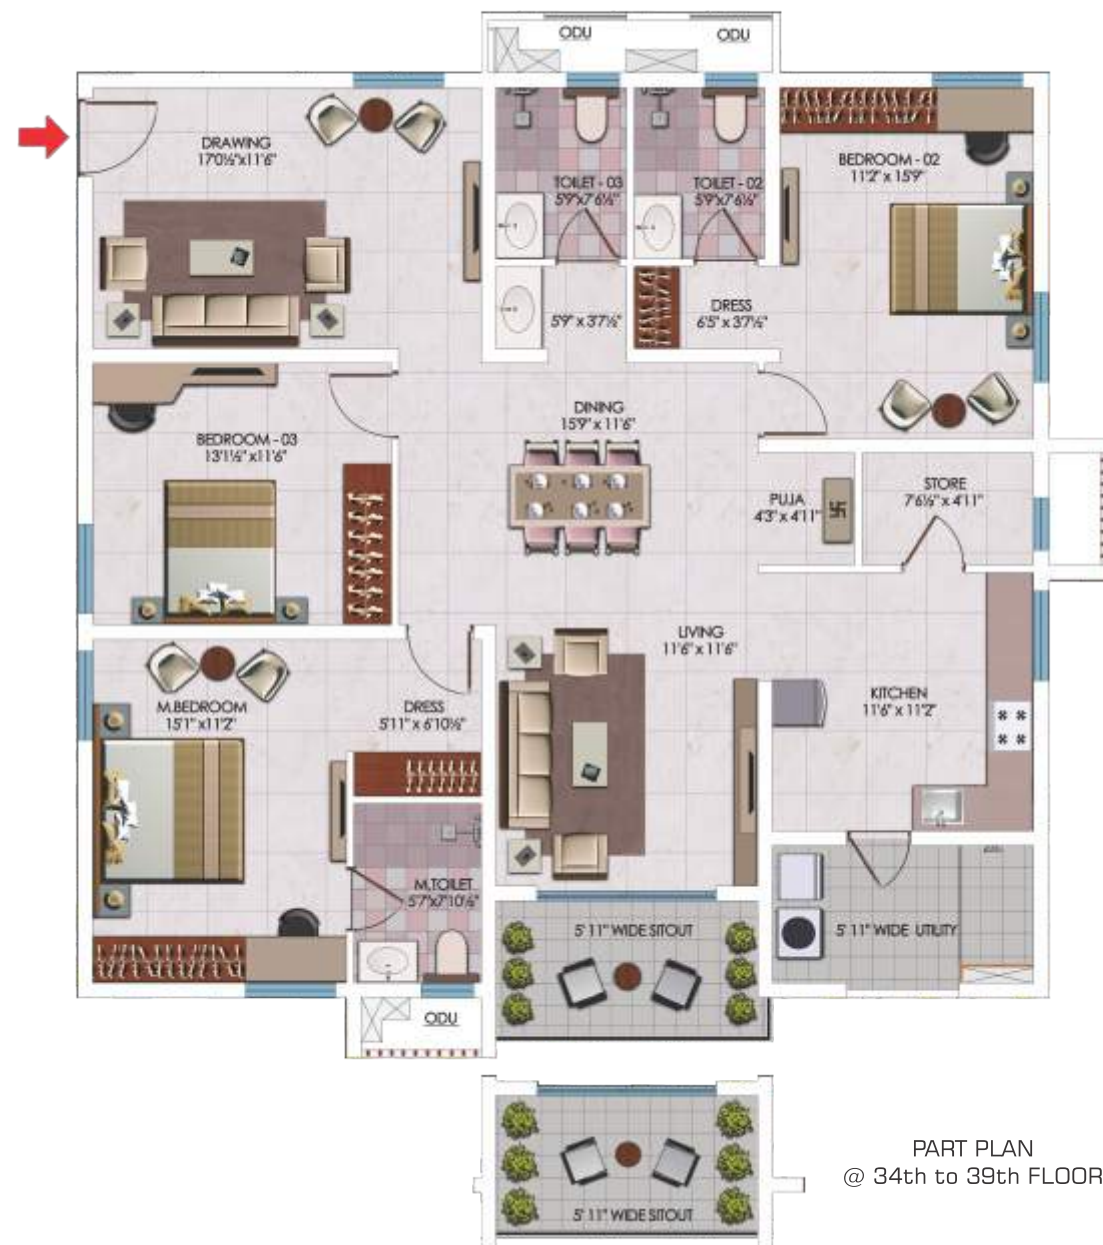 ODU
ODU
DRAWING
17'0½"x11'6"
TOILET - 03
5'9"x7'6½"
TOILET - 02
5'9"x7'6½"
BEDROOM - 02
11'2" x 15'9"
5'9" x 3'7½"
DRESS
6'5" x 3'7½"
DINING
15'9" x 11'6"
BEDROOM - 03
13'1½" x11'6"
PUJA
4'3" x 4'11"
STORE
7'6½" x 4'11"
LIVING
11'6" x 11'6"
M.BEDROOM
15'1" x11'2"
DRESS
5'11" x 6'10½"
KITCHEN
11'6" x 11'2"
M.TOILET
5'7"x7'10½"
5' 11" WIDE SITOUT
5' 11" WIDE UTILITY
ODU
PART PLAN
@ 34th to 39th FLOOR
5' 11" WIDE SITOUT